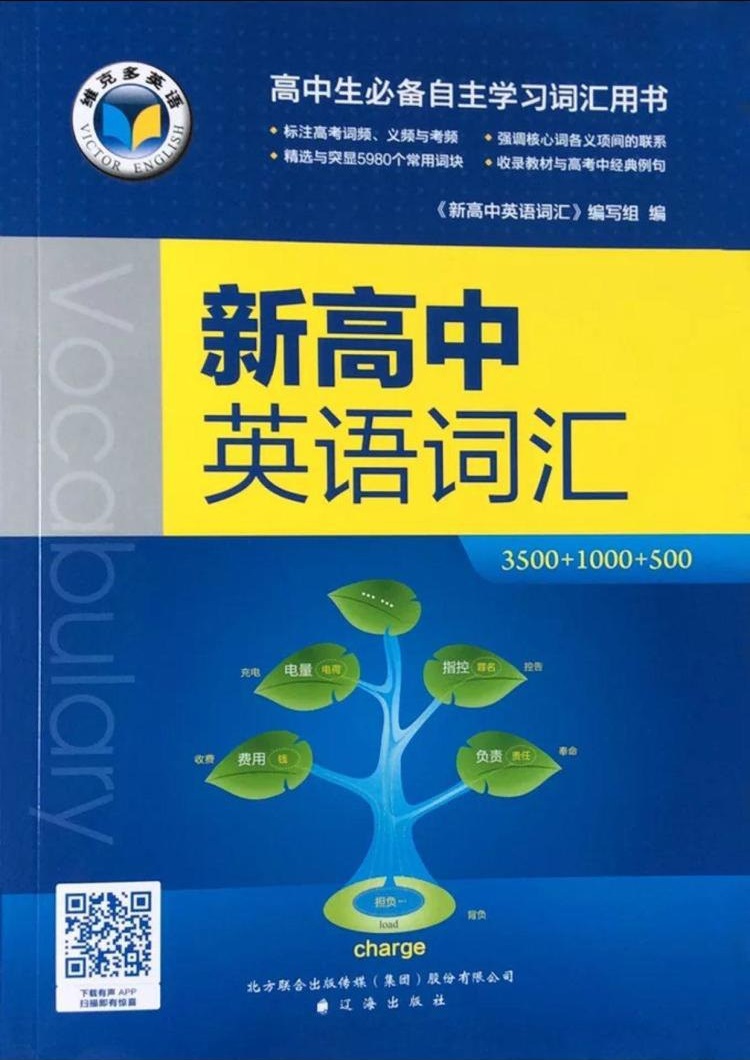 维克多英语
VICTOR ENGLISH
高中生必备自主学习词汇用书
标注高考词频、义频与考频
强调核心词各义项间的联系
精选与突显5980个常用词块
收录教材与高考中经典例句
《新高中英语词汇》编写组 编
Vocabulary
新高中
英语词汇
3500+1000+500
……
充电 电量 电荷
指控 罪名 控告
收费 费用 钱
负责 责任 奉命
担负…
load
背负
charge
北方联合出版传媒（集团）股份有限公司
辽海出版社
下载有声 APP
扫描即有惊喜